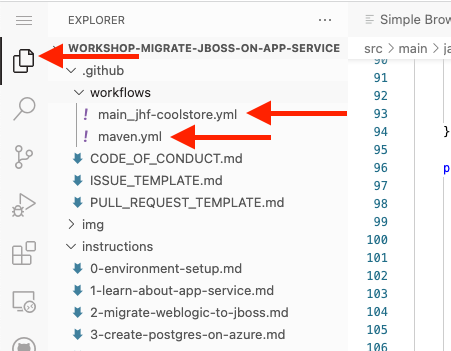 EXPLORER
Simple Brow
WORKSHOP-MIGRATE-JBOSS-ON-APP-SERVICE
src > main > ja
.github
90
workflows
91
92
! main_jhf-coolstore.yml
93
! maven.yml
94 }
CODE_OF_CONDUCT.md
95
ISSUE_TEMPLATE.md
96 p
PULL_REQUEST_TEMPLATE.md
97
98
img
99
instructions
100
0-environment-setup.md
101
1-learn-about-app-service.md
102
103
2-migrate-weblogic-to-jboss.md
104
3-create-postgres-on-azure.md
105
106